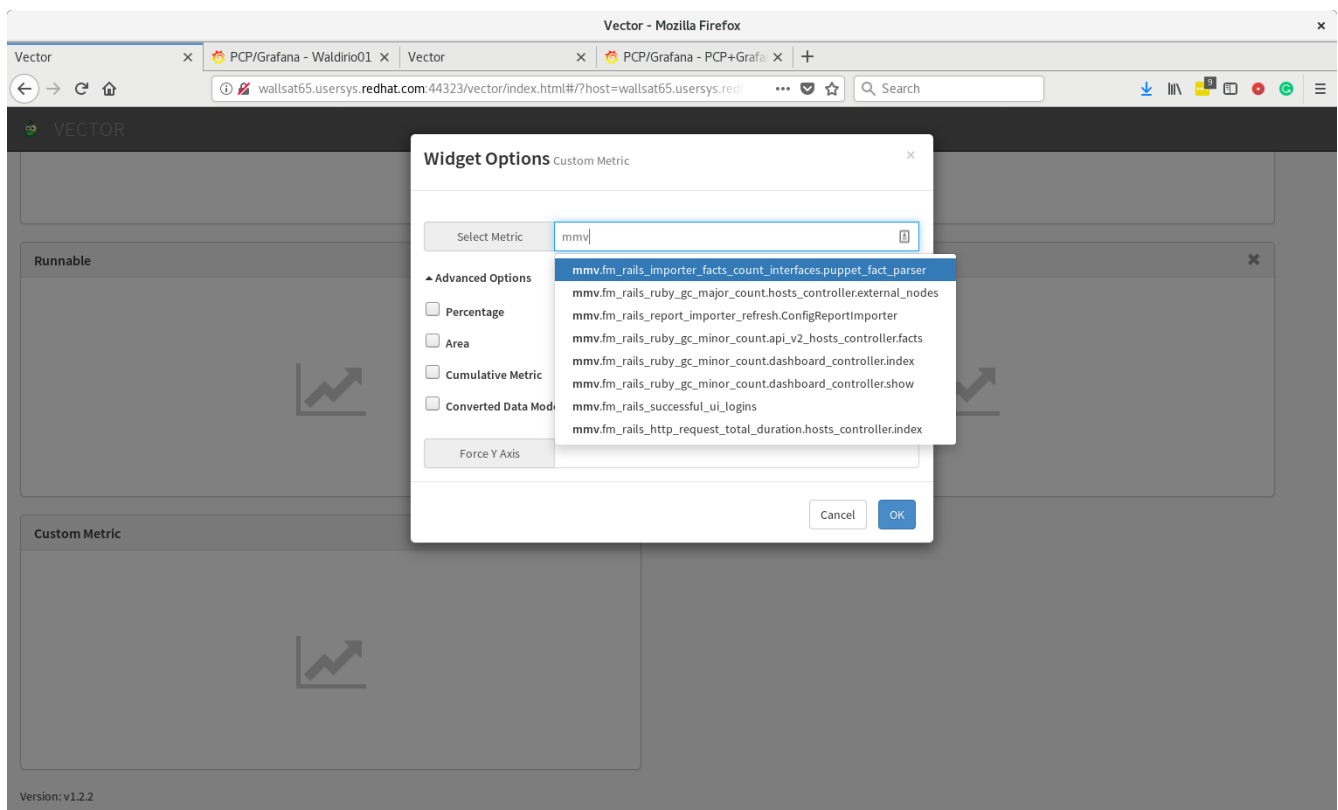 Vector - Mozilla Firefox
Vector
PCP/Grafana - Waldirio01
Vector
PCP/Grafana - PCP+Grafa
wallsat65.usersys.redhat.com:44323/vector/index.html#/?host=wallsat65.usersys.red
Search
9
VECTOR
Widget Options Custom Metric
Select Metric
mmv
Runnable
mmv.fm_rails_importer_facts_count_interfaces.puppet_fact_parser
Advanced Options
mmv.fm_rails_ruby_gc_major_count.hosts_controller.external_nodes
Percentage
mmv.fm_rails_report_importer_refresh.ConfigReportImporter
mmv.fm_rails_ruby_gc_minor_count.api_v2_hosts_controller.facts
Area
mmv.fm_rails_ruby_gc_minor_count.dashboard_controller.index
Cumulative Metric
mmv.fm_rails_ruby_gc_minor_count.dashboard_controller.show
Converted Data Mod
mmv.fm_rails_successful_ui_logins
mmv.fm_rails_http_request_total_duration.hosts_controller.index
Force Y Axis
Cancel
OK
Custom Metric
Version: v1.2.2